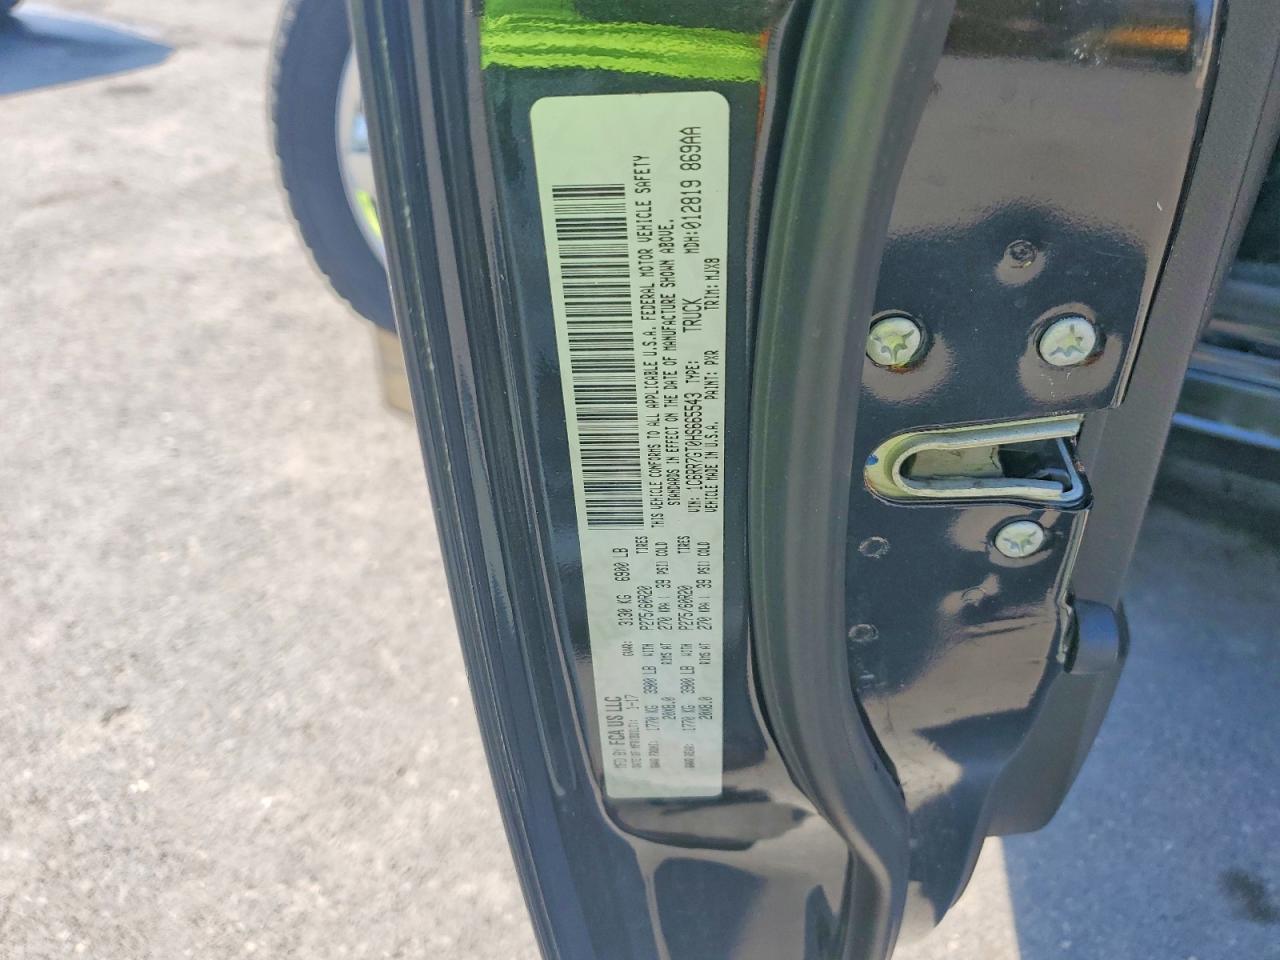 MFD BY FCA US LLC
DATE OF MFR(BUILT): 1-17 GVWR: 3130 KG 6900 LB
GAWR FRONT: 1770 KG 3900 LB WITH P275/60R20 TIRES
20X8.0 RIMS AT 270 KPA ( 39 PSI) COLD
GAWR REAR: 1770 KG 3900 LB WITH P275/60R20 TIRES
20X8.0 RIMS AT 270 KPA ( 39 PSI) COLD
THIS VEHICLE CONFORMS TO ALL APPLICABLE U.S.A. FEDERAL MOTOR VEHICLE SAFETY
STANDARDS IN EFFECT ON THE DATE OF MANUFACTURE SHOWN ABOVE.
VIN: 1C6RR7GT0HS665543 TYPE: TRUCK MDH:012819 869AA
VEHICLE MADE IN U.S.A. PAINT: PXR TRIM: MJX8